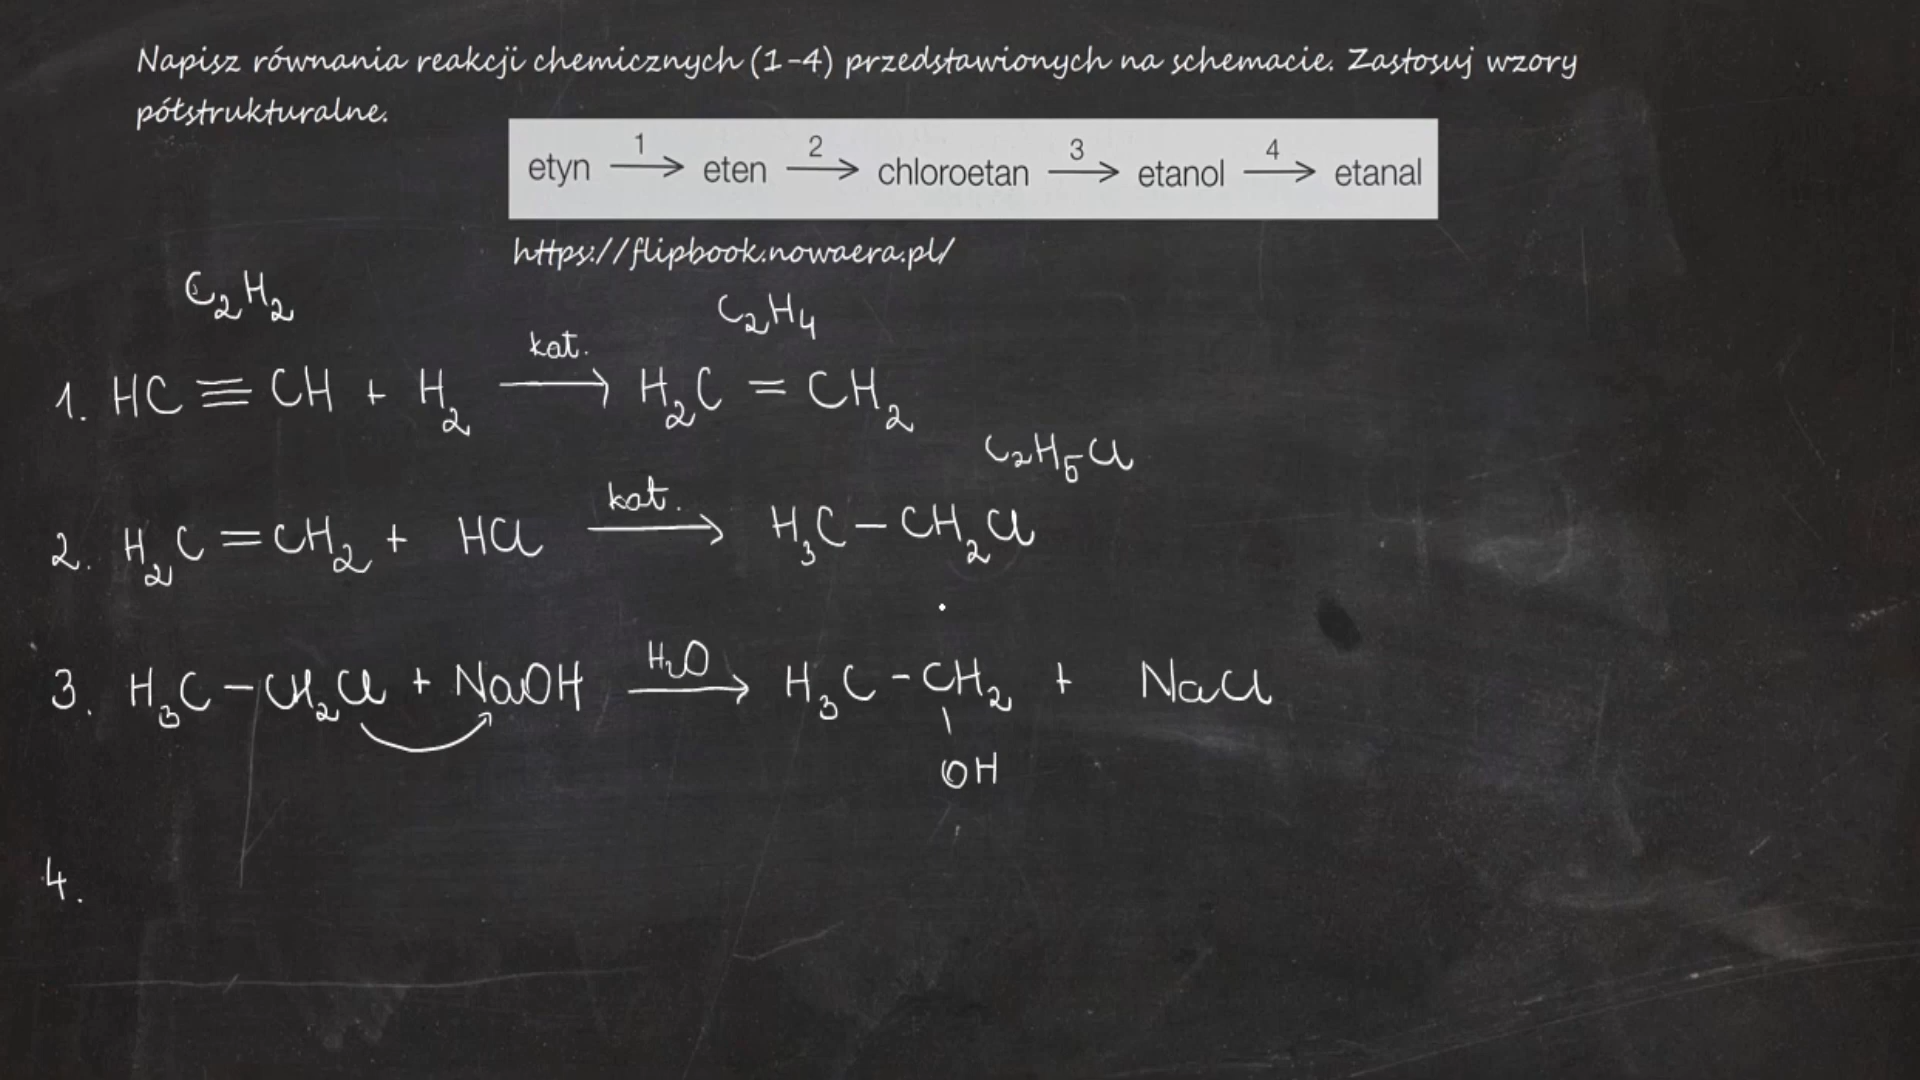 Napisz równania reakcji chemicznych (1-4) przedstawionych na schemacie. Zastosuj wzory
półstrukturalne.
etyn —1→ eten —2→ chloroetan —3→ etanol —4→ etanal
https://flipbook.nowaera.pl/
C₂H₂
C₂H₄
1. HC ≡ CH + H₂ —kat.→ H₂C = CH₂
C₂H₅Cl
2. H₂C = CH₂ + HCl —kat.→ H₃C – CH₂Cl
3. H₃C – CH₂Cl + NaOH —H₂O→ H₃C – CH₂ + NaCl
OH
4.